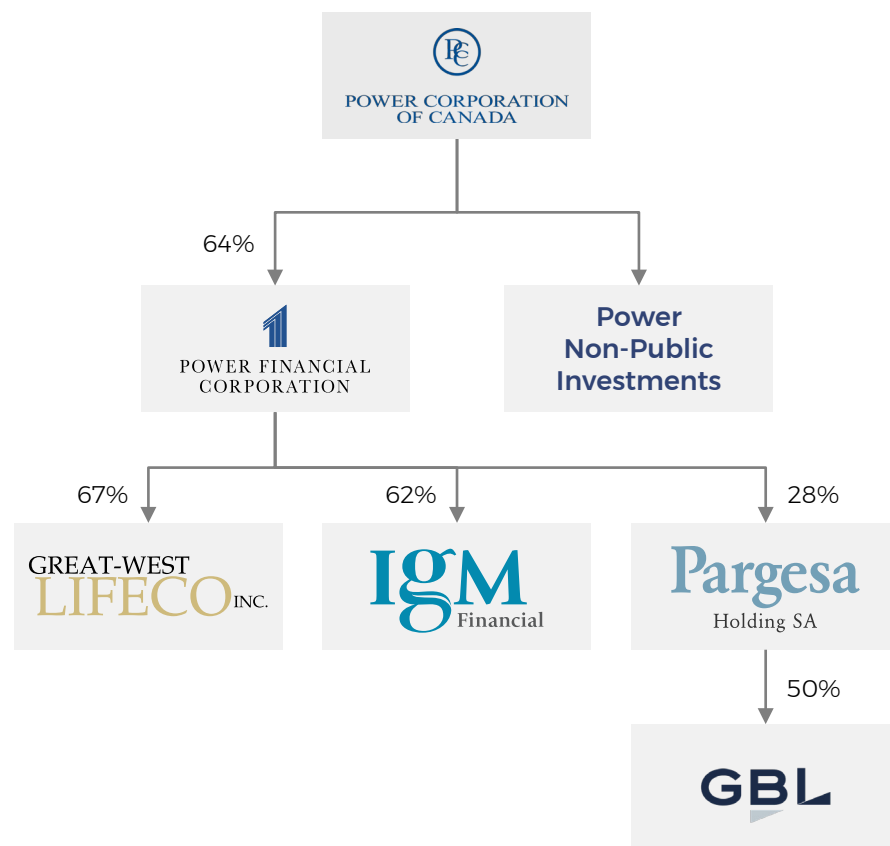 PCC
POWER CORPORATION
OF CANADA
64%
POWER FINANCIAL
CORPORATION
Power
Non-Public
Investments
67%
62%
28%
GREAT-WEST
LIFECO INC.
IGM
Financial
Pargesa
Holding SA
50%
GBL